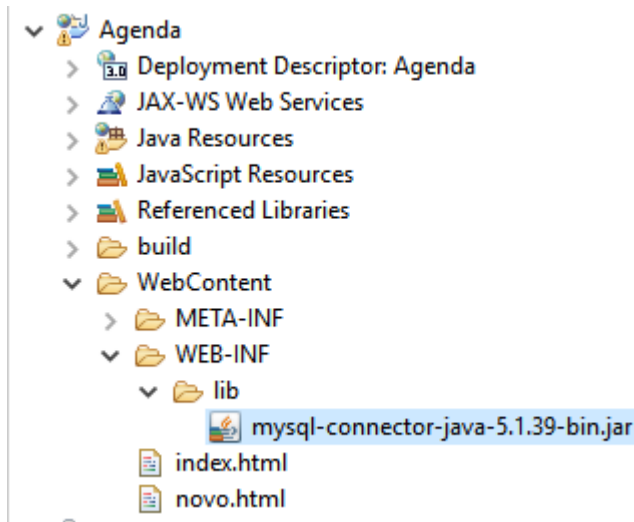 Agenda
3.0 Deployment Descriptor: Agenda
JAX-WS Web Services
Java Resources
JavaScript Resources
Referenced Libraries
build
WebContent
META-INF
WEB-INF
lib
mysql-connector-java-5.1.39-bin.jar
index.html
novo.html